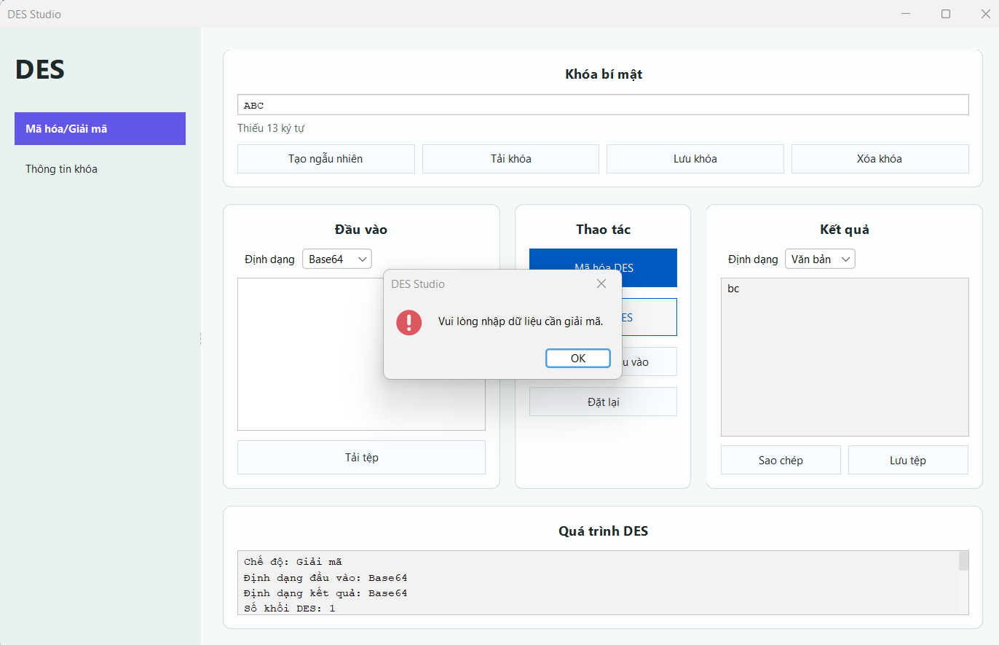 DES Studio
DES
Mã hóa/Giải mã
Thông tin khóa
Khóa bí mật
ABC
Thiếu 13 ký tự
Tạo ngẫu nhiên
Tải khóa
Lưu khóa
Xóa khóa
Đầu vào
Định dạng
Base64
Tải tệp
Thao tác
Mã hóa DES
ES
u vào
Đặt lại
DES Studio
Vui lòng nhập dữ liệu cần giải mã.
OK
Kết quả
Định dạng
Văn bản
bc
Sao chép
Lưu tệp
Quá trình DES
Chế độ: Giải mã
Định dạng đầu vào: Base64
Định dạng kết quả: Base64
Số khối DES: 1